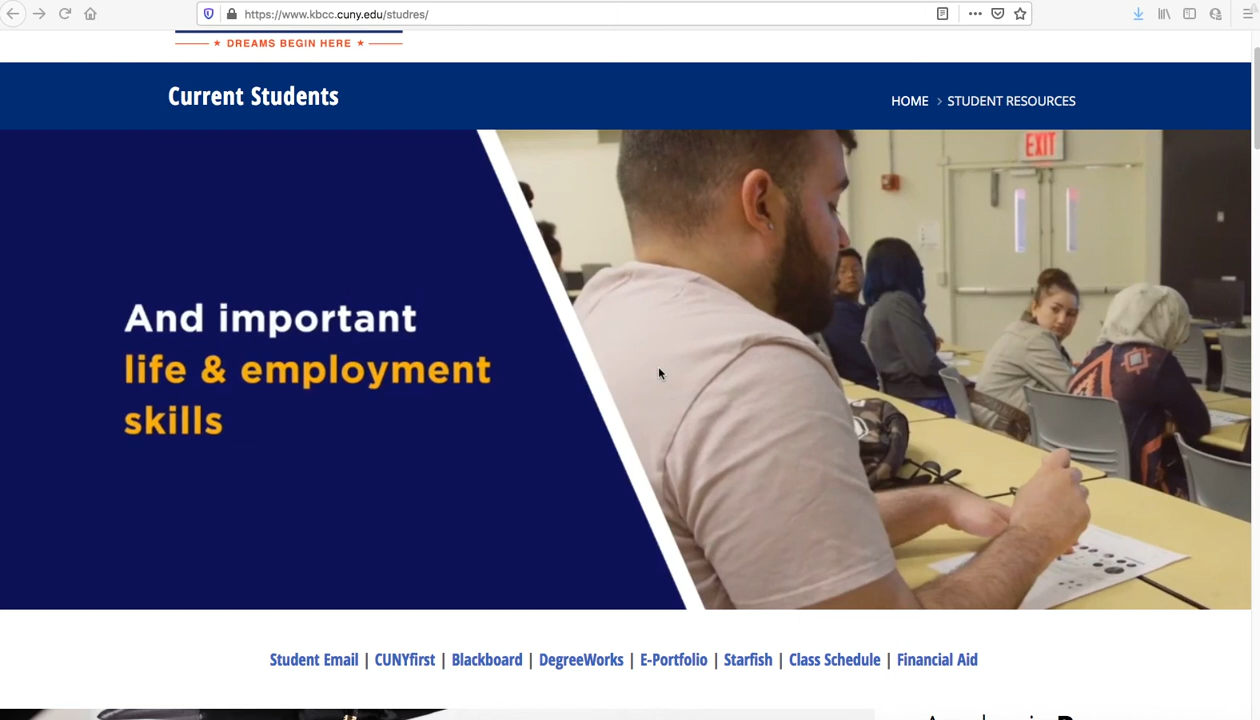 https://www.kbcc.cuny.edu/studres/
★ DREAMS BEGIN HERE ★
Current Students
HOME > STUDENT RESOURCES
EXIT
And important
life & employment
skills
Student Email | CUNYfirst | Blackboard | DegreeWorks | E-Portfolio | Starfish | Class Schedule | Financial Aid